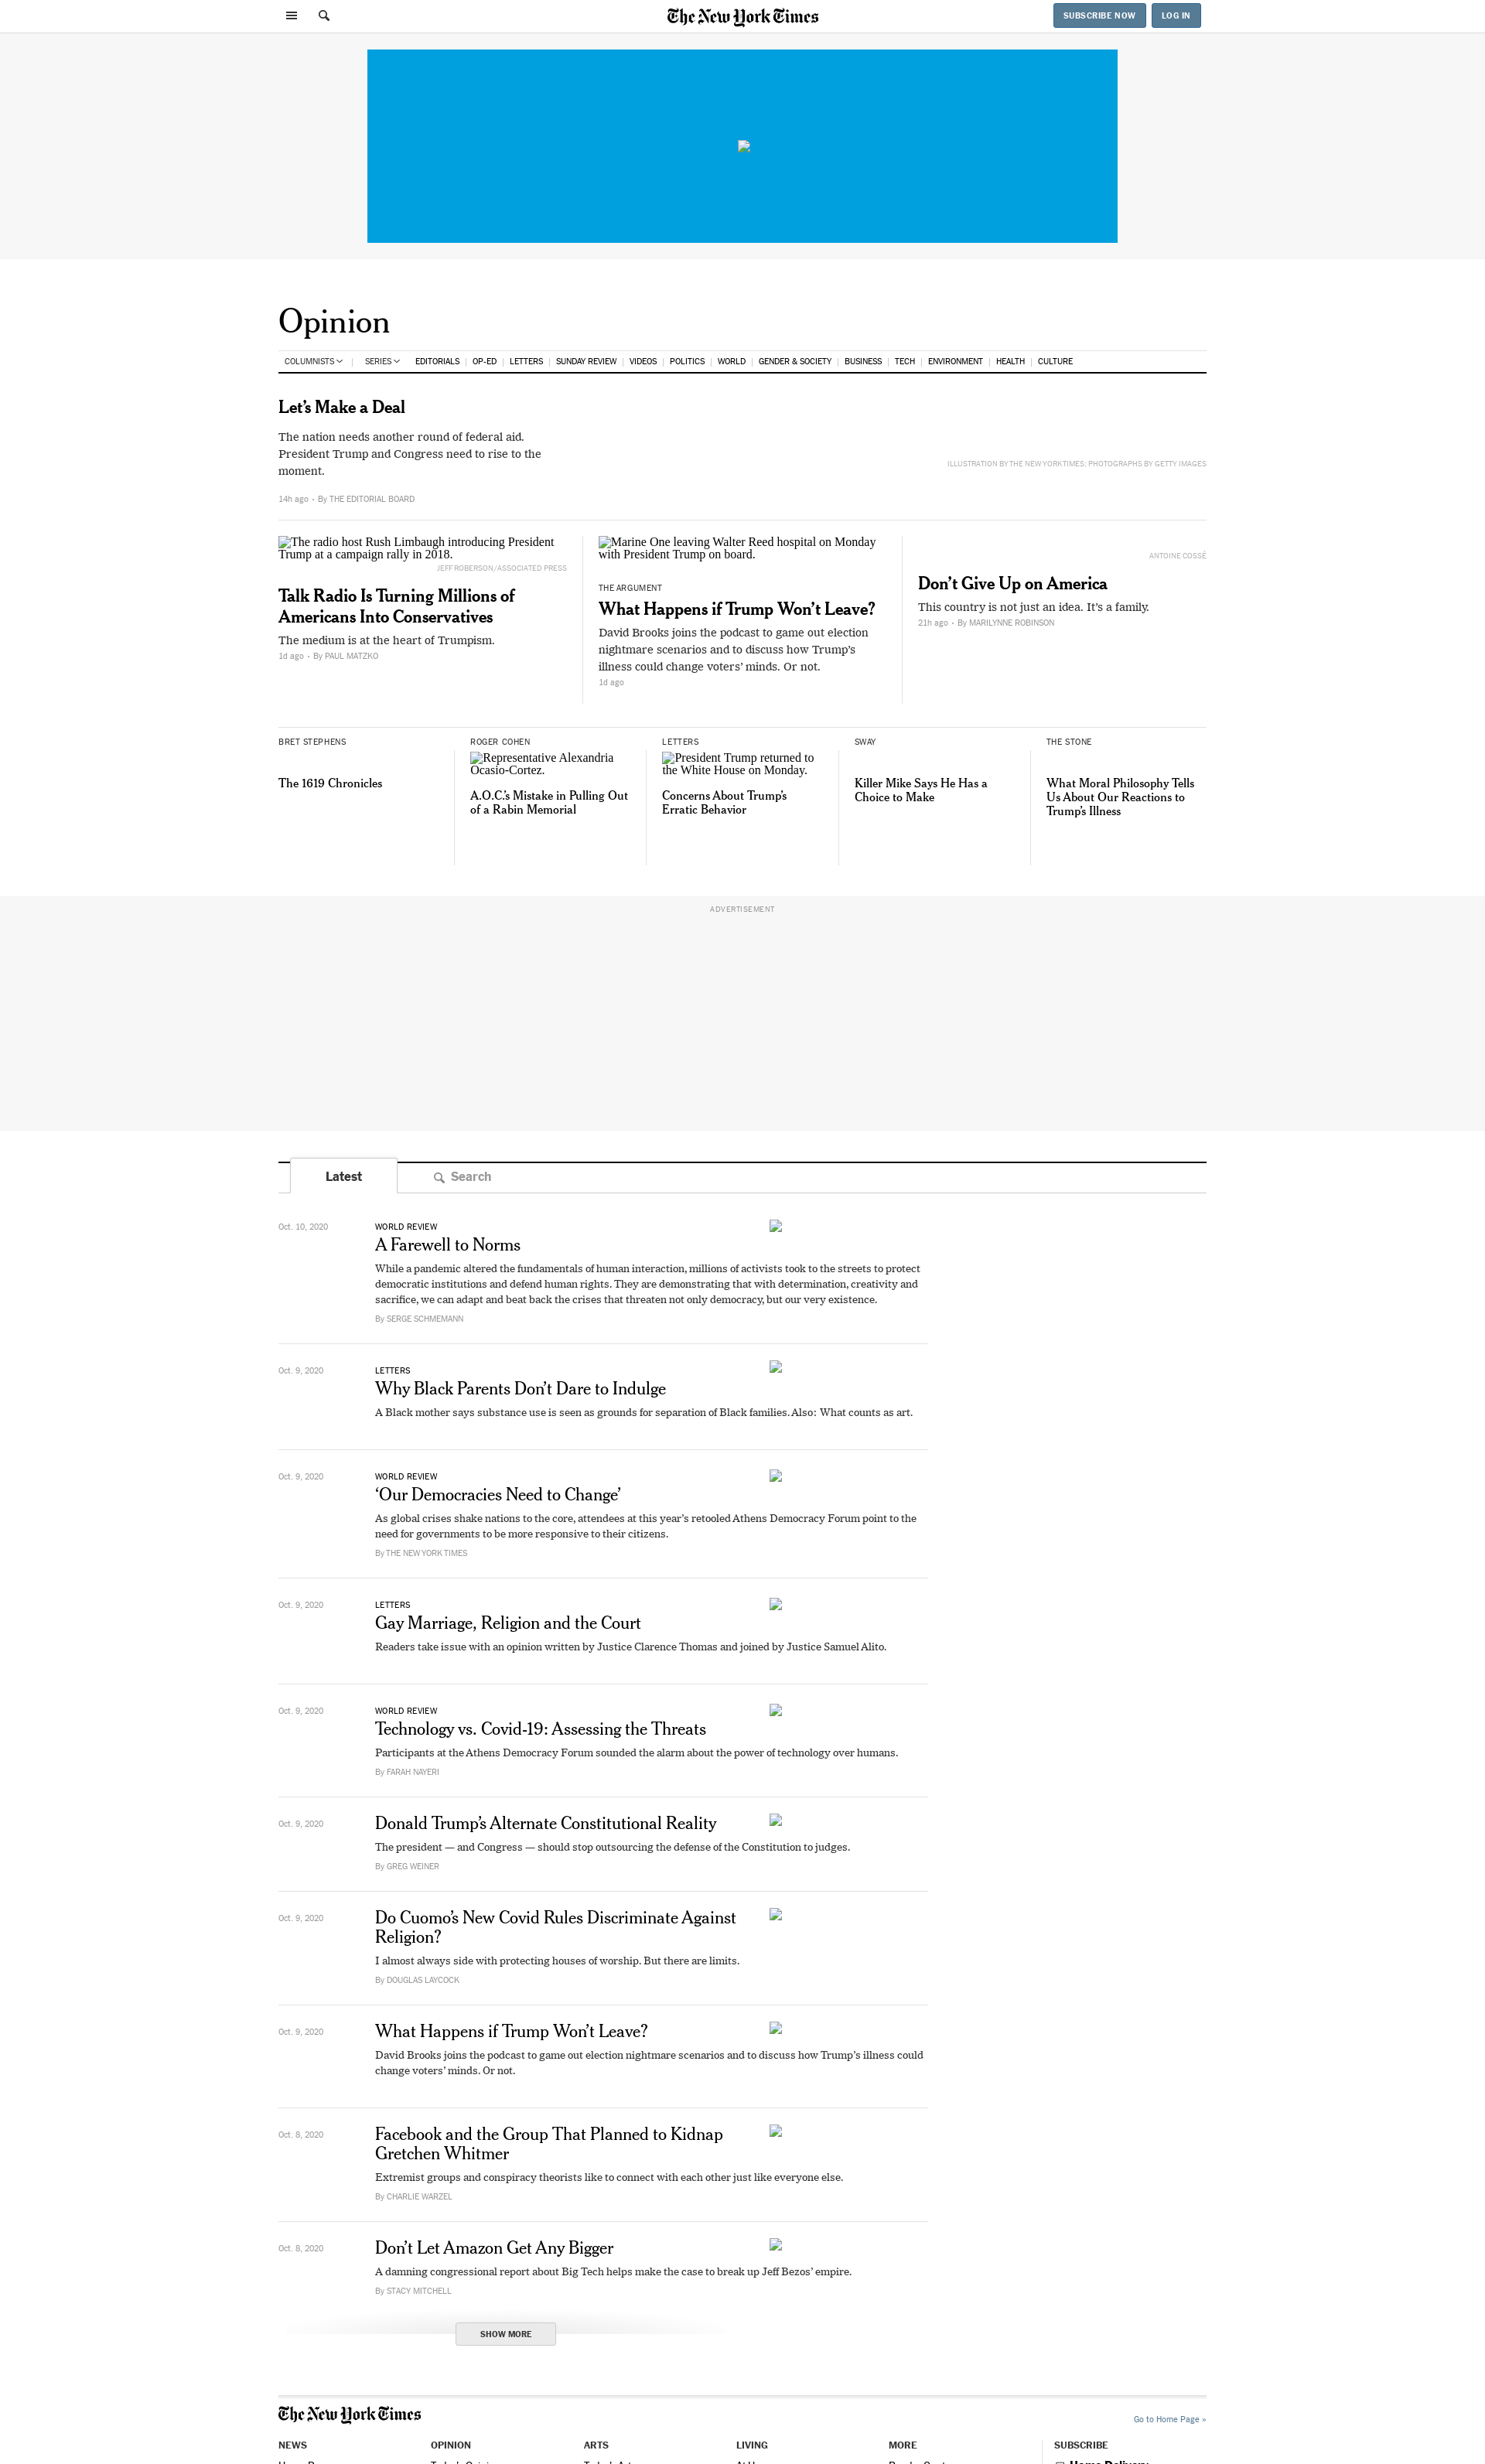 The New York Times
SUBSCRIBE NOW
LOG IN
Opinion
COLUMNISTS
SERIES
EDITORIALS
OP-ED
LETTERS
SUNDAY REVIEW
VIDEOS
POLITICS
WORLD
GENDER & SOCIETY
BUSINESS
TECH
ENVIRONMENT
HEALTH
CULTURE
Let’s Make a Deal
The nation needs another round of federal aid.
President Trump and Congress need to rise to the
moment.
14h ago • By THE EDITORIAL BOARD
ILLUSTRATION BY THE NEW YORK TIMES; PHOTOGRAPHS BY GETTY IMAGES
The radio host Rush Limbaugh introducing President
Trump at a campaign rally in 2018.
JEFF ROBERSON/ASSOCIATED PRESS
Talk Radio Is Turning Millions of
Americans Into Conservatives
The medium is at the heart of Trumpism.
1d ago • By PAUL MATZKO
Marine One leaving Walter Reed hospital on Monday
with President Trump on board.
THE ARGUMENT
What Happens if Trump Won’t Leave?
David Brooks joins the podcast to game out election
nightmare scenarios and to discuss how Trump’s
illness could change voters’ minds. Or not.
1d ago
ANTOINE COSSÉ
Don’t Give Up on America
This country is not just an idea. It’s a family.
21h ago • By MARILYNNE ROBINSON
BRET STEPHENS
The 1619 Chronicles
ROGER COHEN
Representative Alexandria
Ocasio-Cortez.
A.O.C.’s Mistake in Pulling Out
of a Rabin Memorial
LETTERS
President Trump returned to
the White House on Monday.
Concerns About Trump’s
Erratic Behavior
SWAY
Killer Mike Says He Has a
Choice to Make
THE STONE
What Moral Philosophy Tells
Us About Our Reactions to
Trump’s Illness
ADVERTISEMENT
Latest
Search
Oct. 10, 2020
WORLD REVIEW
A Farewell to Norms
While a pandemic altered the fundamentals of human interaction, millions of activists took to the streets to protect
democratic institutions and defend human rights. They are demonstrating that with determination, creativity and
sacrifice, we can adapt and beat back the crises that threaten not only democracy, but our very existence.
By SERGE SCHMEMANN
Oct. 9, 2020
LETTERS
Why Black Parents Don’t Dare to Indulge
A Black mother says substance use is seen as grounds for separation of Black families. Also: What counts as art.
Oct. 9, 2020
WORLD REVIEW
‘Our Democracies Need to Change’
As global crises shake nations to the core, attendees at this year’s retooled Athens Democracy Forum point to the
need for governments to be more responsive to their citizens.
By THE NEW YORK TIMES
Oct. 9, 2020
LETTERS
Gay Marriage, Religion and the Court
Readers take issue with an opinion written by Justice Clarence Thomas and joined by Justice Samuel Alito.
Oct. 9, 2020
WORLD REVIEW
Technology vs. Covid-19: Assessing the Threats
Participants at the Athens Democracy Forum sounded the alarm about the power of technology over humans.
By FARAH NAYERI
Oct. 9, 2020
Donald Trump’s Alternate Constitutional Reality
The president — and Congress — should stop outsourcing the defense of the Constitution to judges.
By GREG WEINER
Oct. 9, 2020
Do Cuomo’s New Covid Rules Discriminate Against
Religion?
I almost always side with protecting houses of worship. But there are limits.
By DOUGLAS LAYCOCK
Oct. 9, 2020
What Happens if Trump Won’t Leave?
David Brooks joins the podcast to game out election nightmare scenarios and to discuss how Trump’s illness could
change voters’ minds. Or not.
Oct. 8, 2020
Facebook and the Group That Planned to Kidnap
Gretchen Whitmer
Extremist groups and conspiracy theorists like to connect with each other just like everyone else.
By CHARLIE WARZEL
Oct. 8, 2020
Don’t Let Amazon Get Any Bigger
A damning congressional report about Big Tech helps make the case to break up Jeff Bezos’ empire.
By STACY MITCHELL
SHOW MORE
The New York Times
Go to Home Page »
NEWS
OPINION
ARTS
LIVING
MORE
SUBSCRIBE